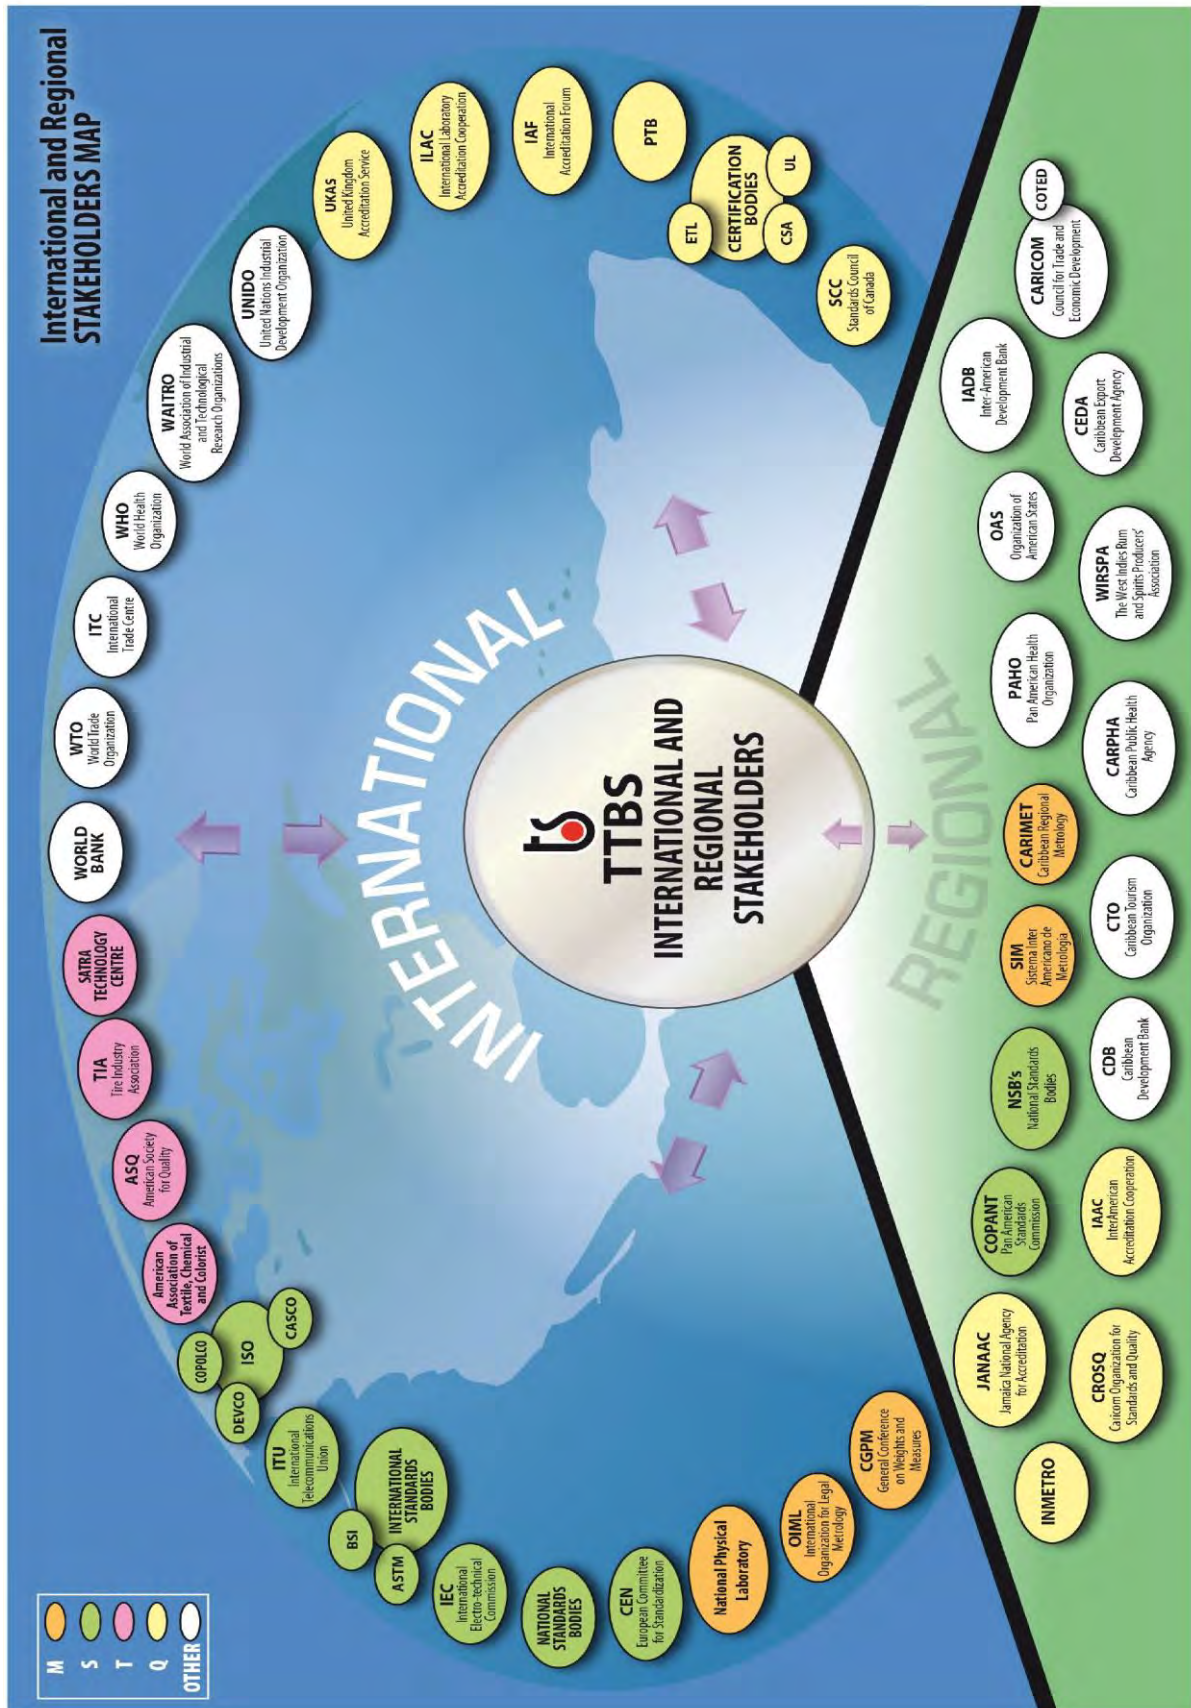 International and Regional
STAKEHOLDERS MAP
M
S
T
Q
OTHER
INTERNATIONAL
ts
TTBS
INTERNATIONAL AND
REGIONAL
STAKEHOLDERS
REGIONAL
CGPM
General Conference
on Weights and
Measures
OIML
International
Organization for Legal
Metrology
National Physical
Laboratory
CEN
European Committee
for Standardization
NATIONAL
STANDARDS
BODIES
IEC
International
Electro-technical
Commission
ASTM
BSI
INTERNATIONAL
STANDARDS
BODIES
ITU
International
Telecommunications
Union
DEVCO
COPOLCO
ISO
CASCO
American
Association of
Textile, Chemical
and Colorist
ASQ
American Society
for Quality
TIA
Tire Industry
Association
SATRA
TECHNOLOGY
CENTRE
WORLD
BANK
WTO
World Trade
Organization
ITC
International
Trade Centre
WHO
World Health
Organization
WAITRO
World Association of Industrial
and Technological
Research Organizations
UNIDO
United Nations Industrial
Development Organization
UKAS
United Kingdom
Accreditation Service
ILAC
International Laboratory
Accreditation Cooperation
IAF
International
Accreditation Forum
PTB
ETL
CERTIFICATION
BODIES
UL
CSA
SCC
Standards Council
of Canada
INMETRO
JANAAC
Jamaica National Agency
for Accreditation
CROSQ
Caricom Organization for
Standards and Quality
COPANT
Pan American
Standards
Commission
IAAC
InterAmerican
Accreditation Cooperation
NSB's
National Standards
Bodies
CDB
Caribbean
Development Bank
SIM
Sistema Inter
Americano de
Metrologia
CTO
Caribbean Tourism
Organization
CARIMET
Caribbean Regional
Metrology
CARPHA
Caribbean Public Health
Agency
PAHO
Pan American Health
Organization
WIRSPA
The West Indies Rum
and Spirits Producers'
Association
OAS
Organization of
American States
CEDA
Caribbean Export
Development Agency
IADB
Inter-American
Development Bank
CARICOM
Council for Trade and
Economic Development
COTED